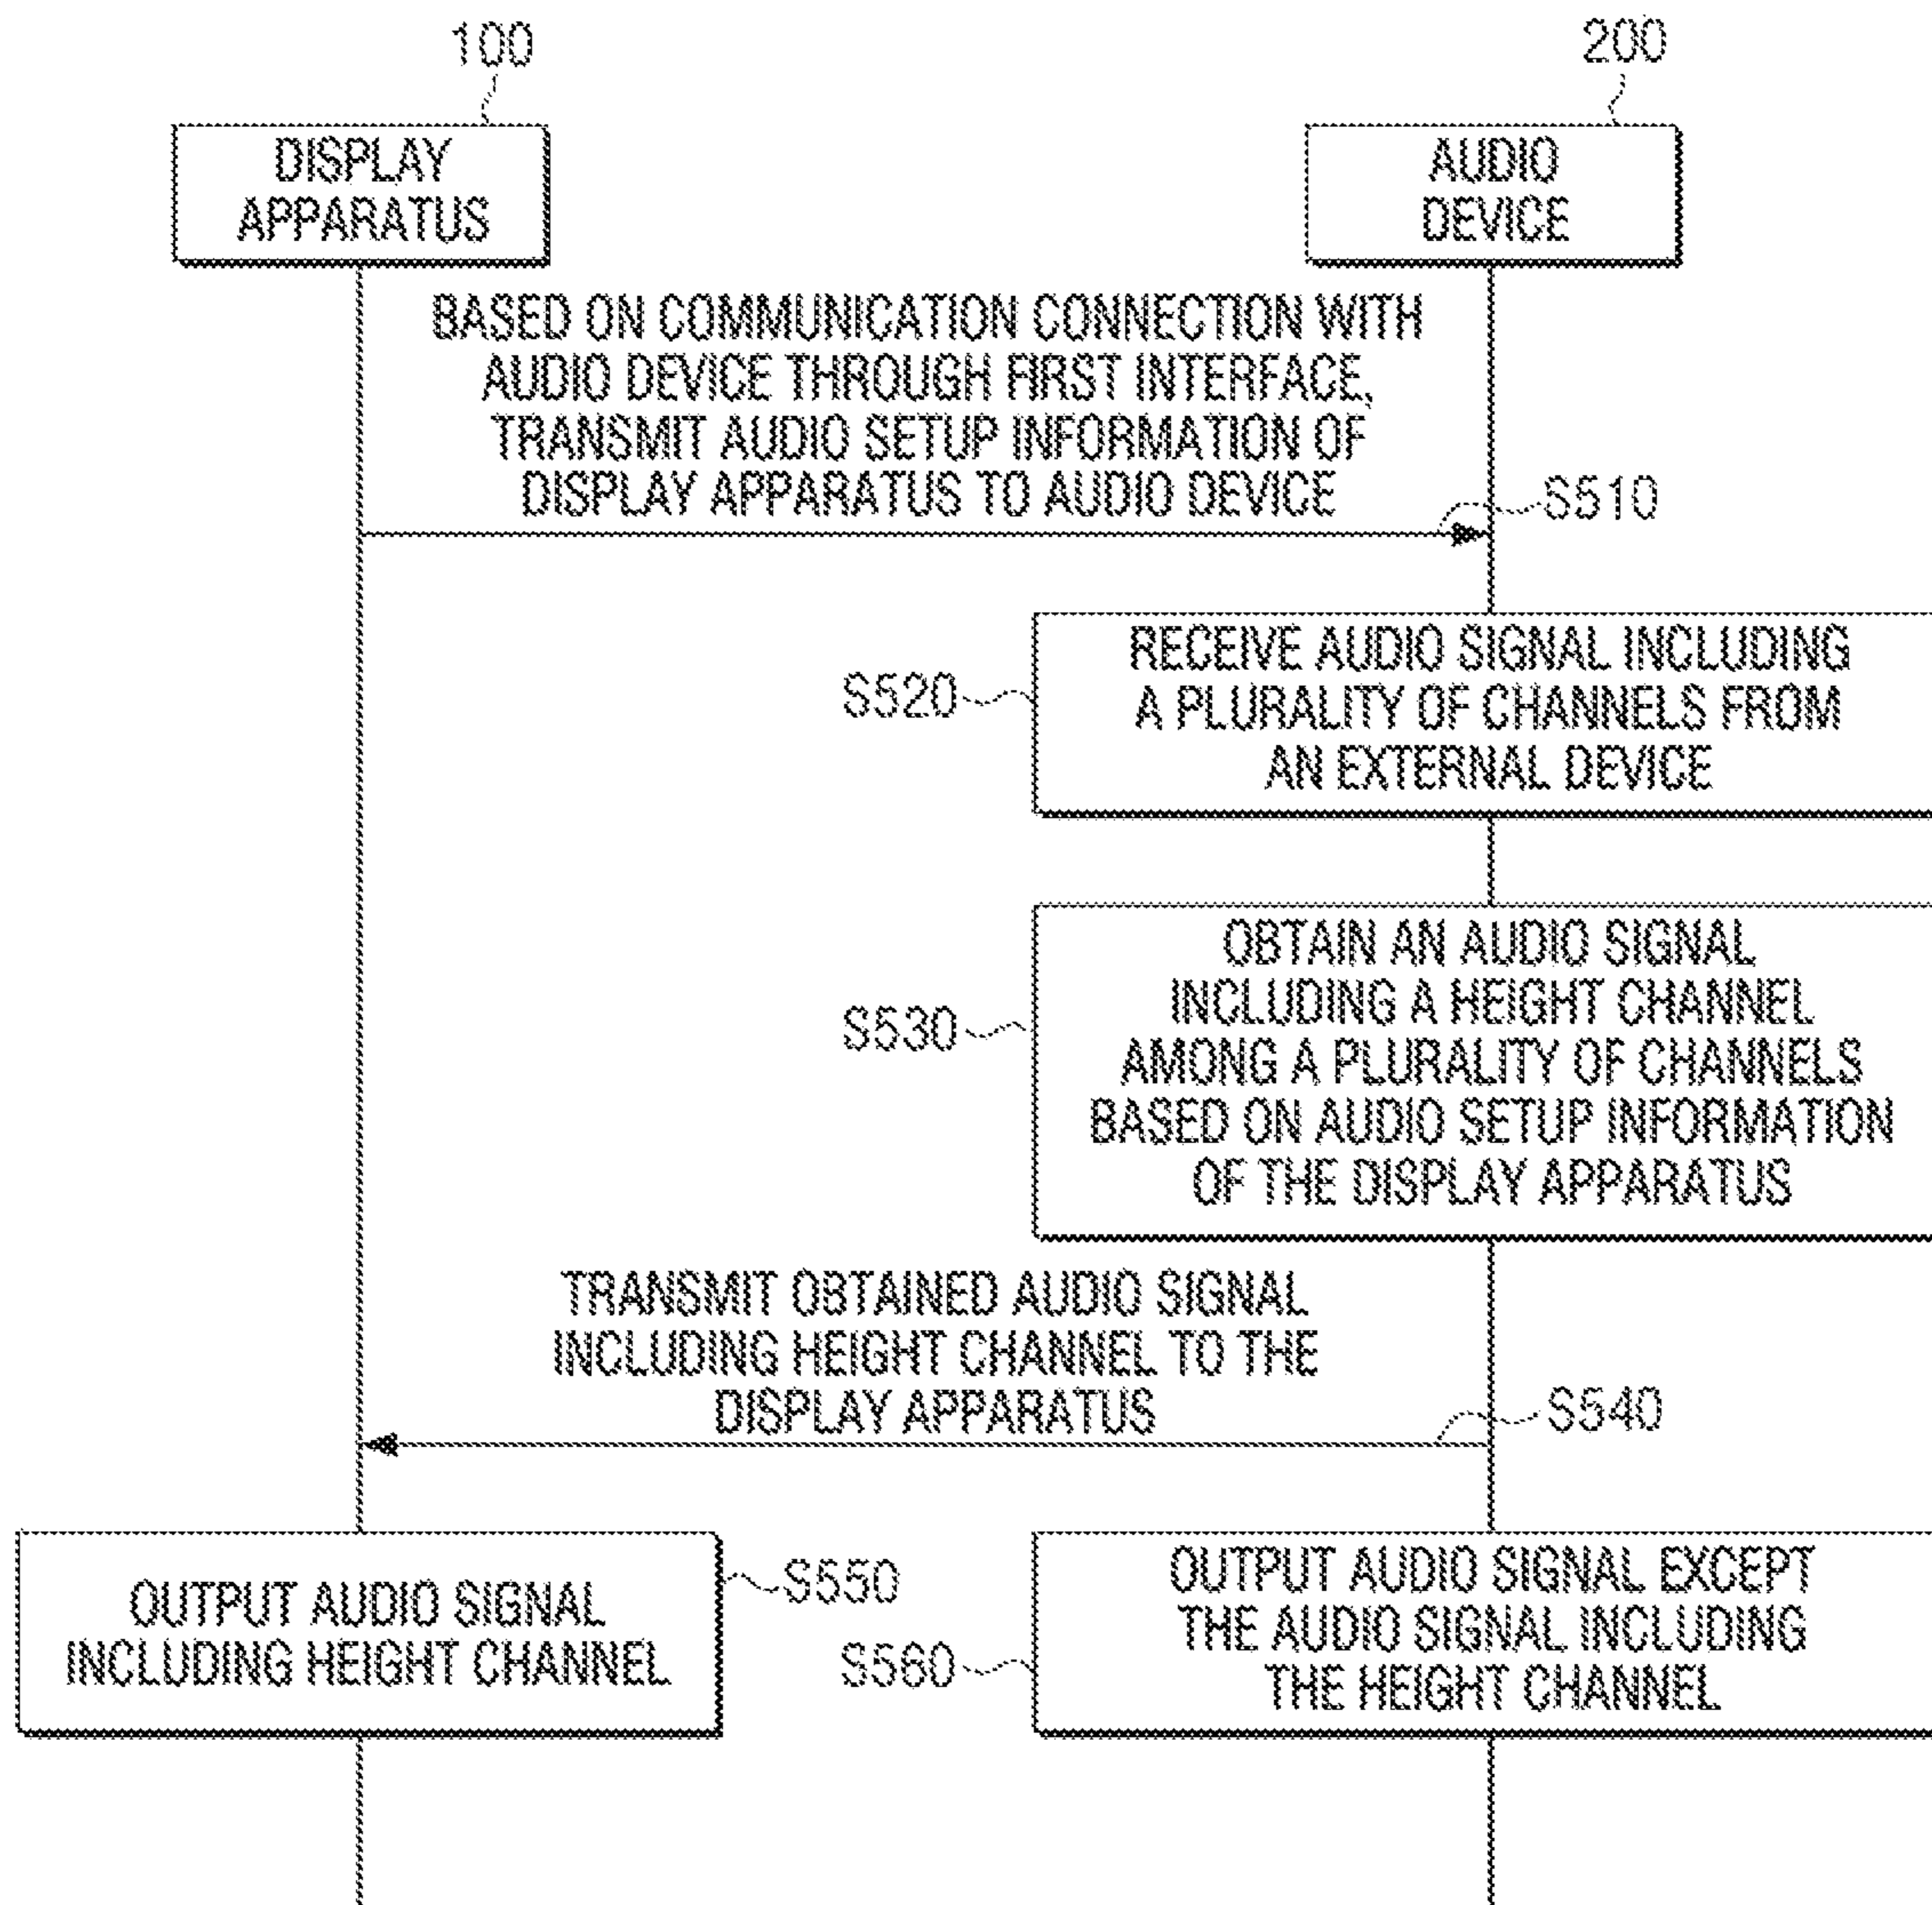 100
200
DISPLAY
APPARATUS
AUDIO
DEVICE
BASED ON COMMUNICATION CONNECTION WITH
AUDIO DEVICE THROUGH FIRST INTERFACE,
TRANSMIT AUDIO SETUP INFORMATION OF
DISPLAY APPARATUS TO AUDIO DEVICE
S510
S520
RECEIVE AUDIO SIGNAL INCLUDING
A PLURALITY OF CHANNELS FROM
AN EXTERNAL DEVICE
S530
OBTAIN AN AUDIO SIGNAL
INCLUDING A HEIGHT CHANNEL
AMONG A PLURALITY OF CHANNELS
BASED ON AUDIO SETUP INFORMATION
OF THE DISPLAY APPARATUS
TRANSMIT OBTAINED AUDIO SIGNAL
INCLUDING HEIGHT CHANNEL TO THE
DISPLAY APPARATUS
S540
OUTPUT AUDIO SIGNAL
INCLUDING HEIGHT CHANNEL
S550
S560
OUTPUT AUDIO SIGNAL EXCEPT
THE AUDIO SIGNAL INCLUDING
THE HEIGHT CHANNEL